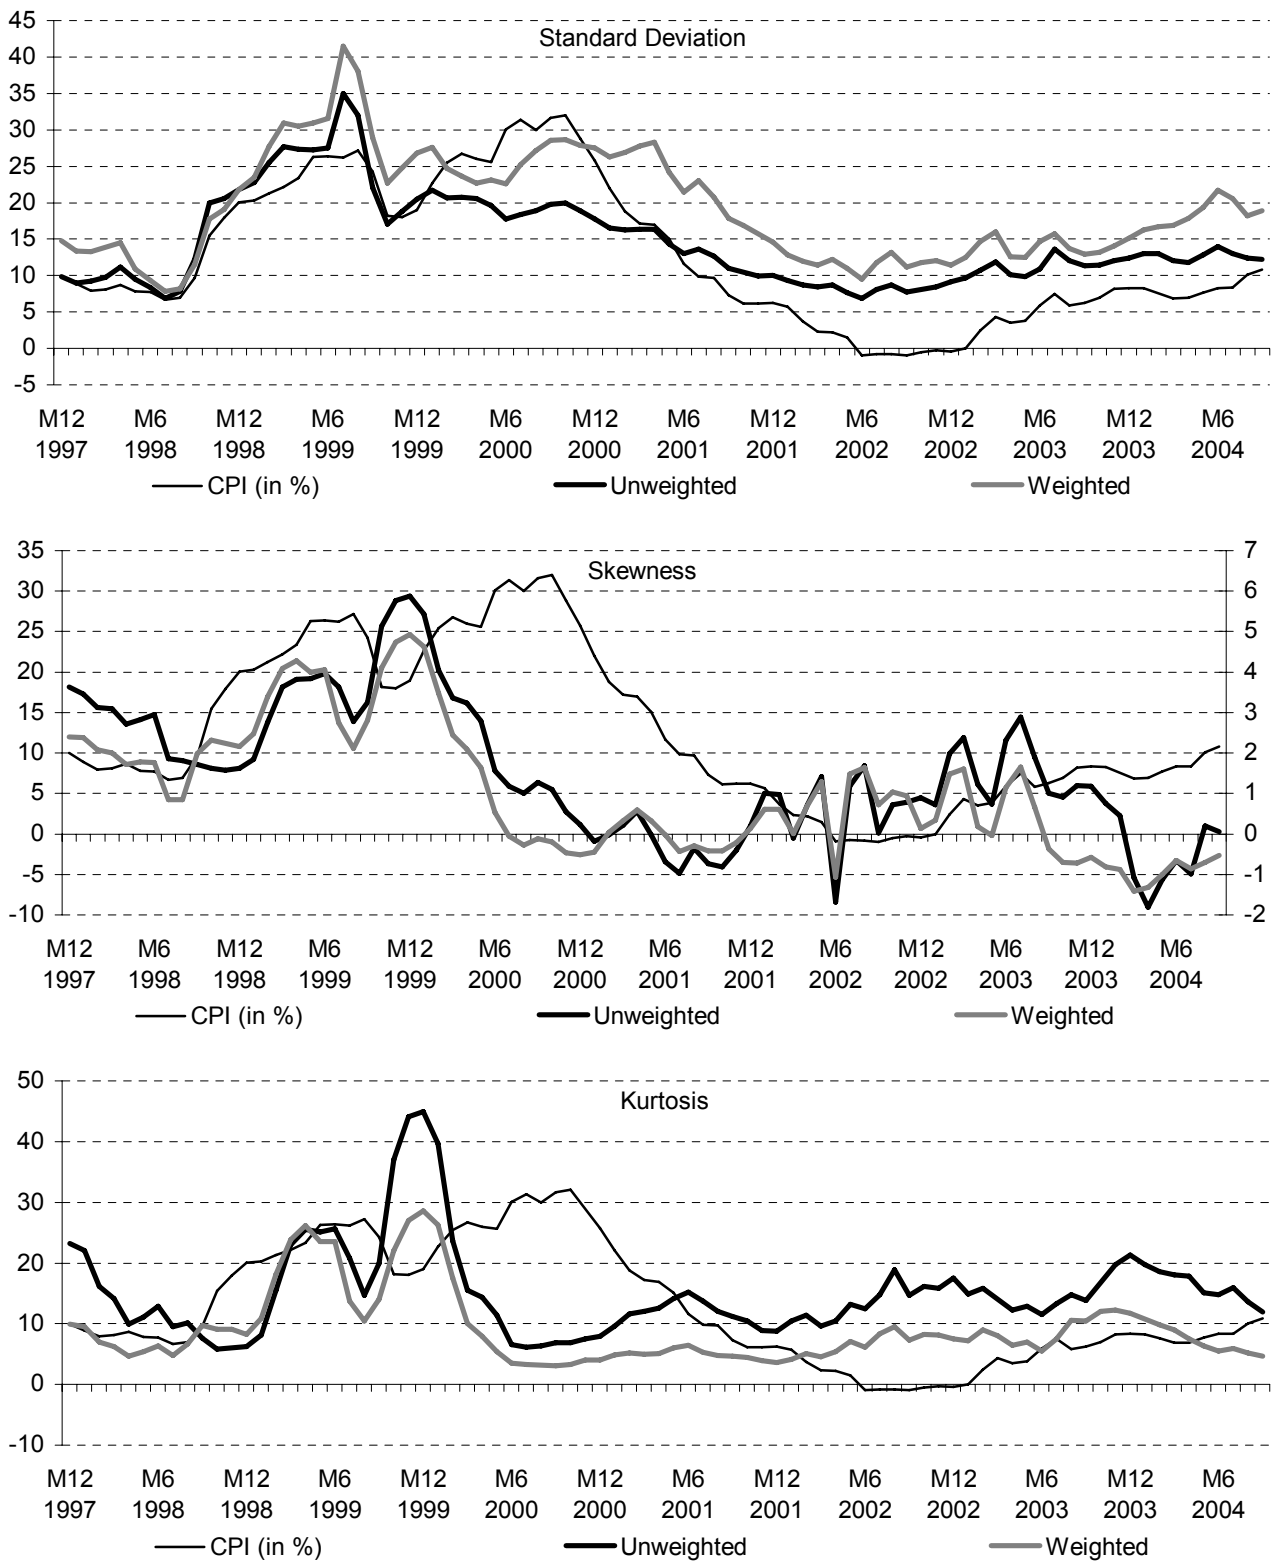 Standard Deviation
45
40
35
30
25
20
15
10
5
0
-5
M12 M6 M12 M6 M12 M6 M12 M6 M12 M6 M12 M6 M12 M6
1997 1998 1998 1999 1999 2000 2000 2001 2001 2002 2002 2003 2003 2004
CPI (in %) Unweighted Weighted
Skewness
35 7
30 6
25 5
20 4
15 3
10 2
5 1
0 0
-5 -1
-10 -2
M12 M6 M12 M6 M12 M6 M12 M6 M12 M6 M12 M6 M12 M6
1997 1998 1998 1999 1999 2000 2000 2001 2001 2002 2002 2003 2003 2004
CPI (in %) Unweighted Weighted
Kurtosis
50
40
30
20
10
0
-10
M12 M6 M12 M6 M12 M6 M12 M6 M12 M6 M12 M6 M12 M6
1997 1998 1998 1999 1999 2000 2000 2001 2001 2002 2002 2003 2003 2004
CPI (in %) Unweighted Weighted